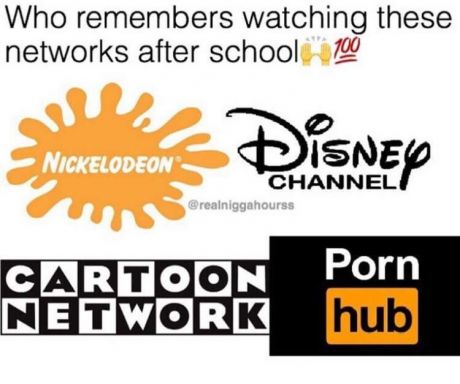 Who remembers watching these
networks after school🙌💯
NICKELODEON®
DISNEY
CHANNEL
@realniggahourss
CARTOON
NETWORK
Porn
hub